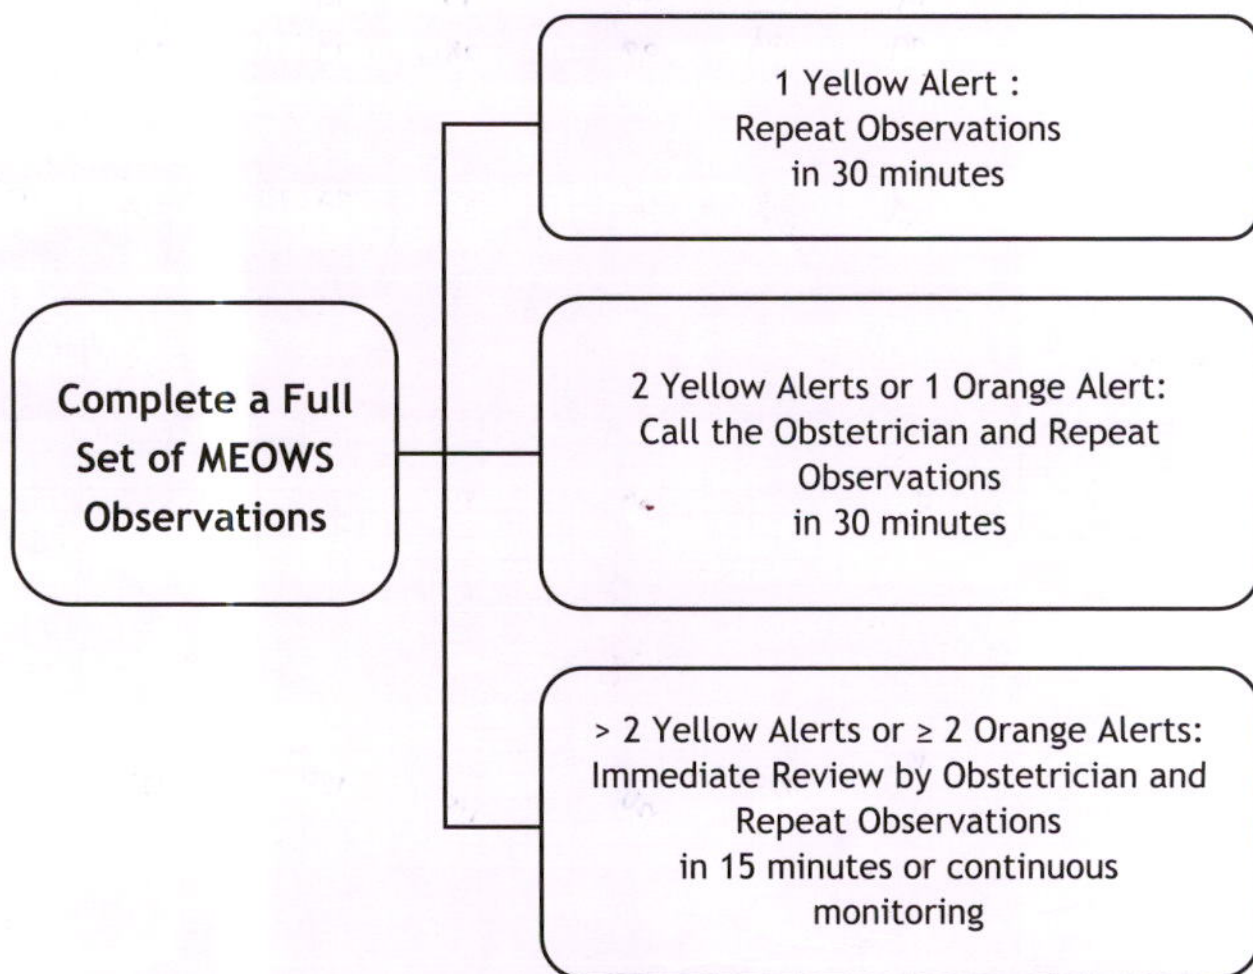 1 Yellow Alert :
Repeat Observations
in 30 minutes
Complete a Full
Set of MEOWS
Observations
2 Yellow Alerts or 1 Orange Alert:
Call the Obstetrician and Repeat
Observations
in 30 minutes
> 2 Yellow Alerts or ≥ 2 Orange Alerts:
Immediate Review by Obstetrician and
Repeat Observations
in 15 minutes or continuous
monitoring